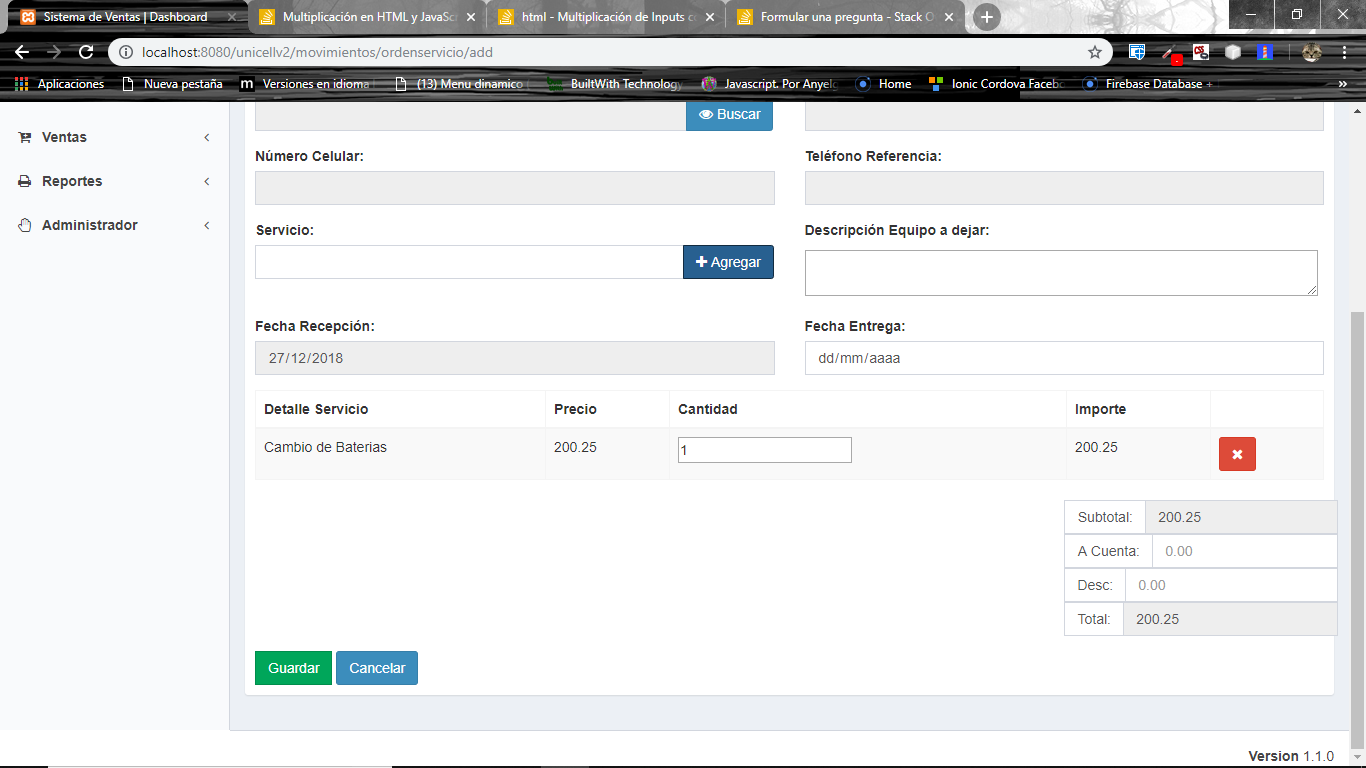 Sistema de Ventas | Dashboard
Multiplicación en HTML y JavaSc
html - Multiplicación de Inputs c
Formular una pregunta - Stack O
localhost:8080/unicellv2/movimientos/ordenservicio/add
Aplicaciones
Nueva pestaña
m Versiones en idioma
(13) Menu dinamico
BuiltWith Technology
Javascript. Por Anyelo
Home
Ionic Cordova Facebo
Firebase Database +
»
Ventas
Reportes
Administrador
Buscar
Número Celular:
Teléfono Referencia:
Servicio:
Agregar
Descripción Equipo a dejar:
Fecha Recepción:
27/12/2018
Fecha Entrega:
dd/mm/aaaa
Detalle Servicio Precio Cantidad Importe
Cambio de Baterias 200.25 1 200.25
Subtotal: 200.25
A Cuenta: 0.00
Desc: 0.00
Total: 200.25
Guardar
Cancelar
Version 1.1.0